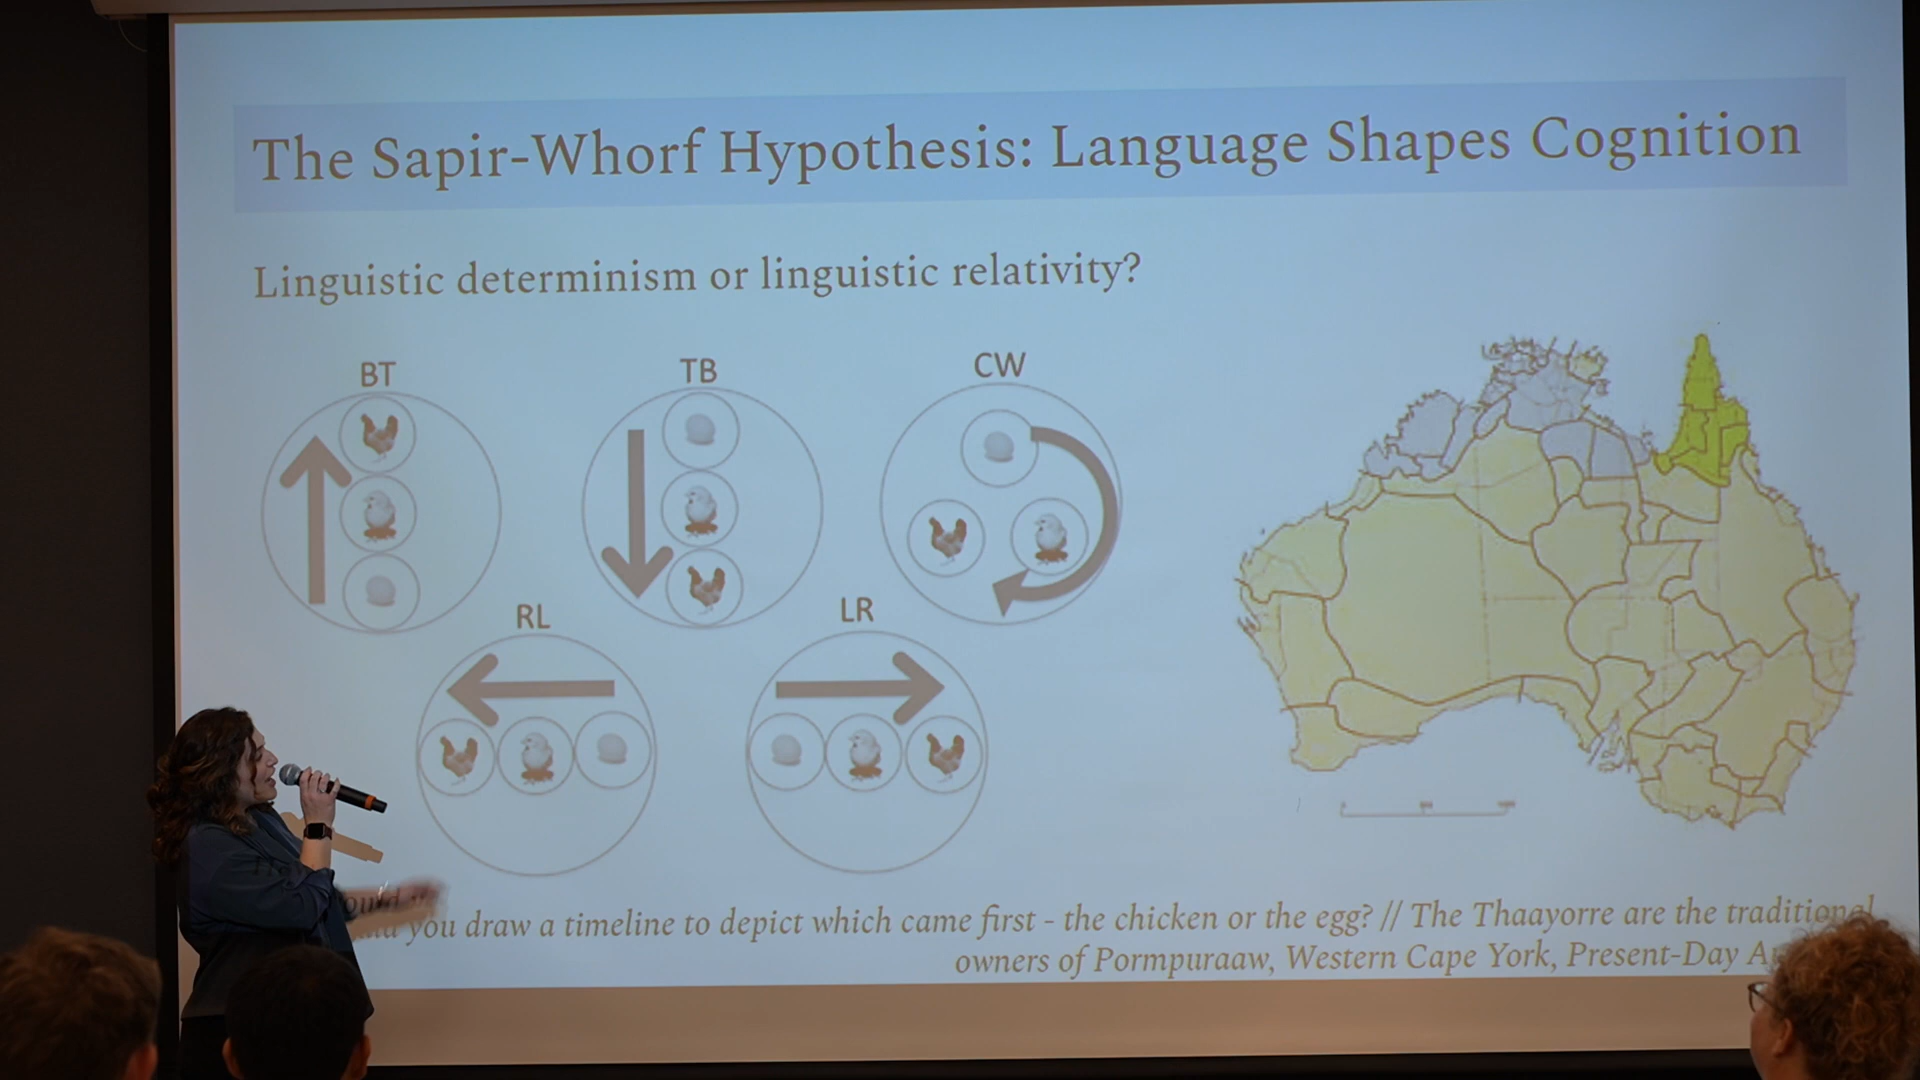 The Sapir-Whorf Hypothesis: Language Shapes Cognition
Linguistic determinism or linguistic relativity?
BT
TB
CW
RL
LR
you draw a timeline to depict which came first - the chicken or the egg? // The Thaayorre are the traditional
owners of Pormpuraaw, Western Cape York, Present-Day